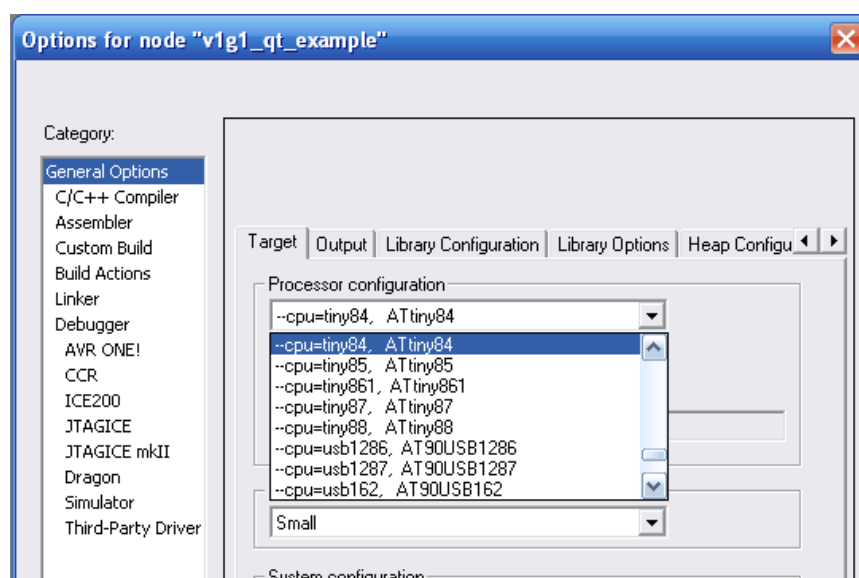 Options for node "v1g1_qt_example"
Category:
General Options
C/C++ Compiler
Assembler
Custom Build
Build Actions
Linker
Debugger
AVR ONE!
CCR
ICE200
JTAGICE
JTAGICE mkII
Dragon
Simulator
Third-Party Driver
Target Output Library Configuration Library Options Heap Configu
Processor configuration
--cpu=tiny84, ATtiny84
--cpu=tiny84, ATtiny84
--cpu=tiny85, ATtiny85
--cpu=tiny861, ATtiny861
--cpu=tiny87, ATtiny87
--cpu=tiny88, ATtiny88
--cpu=usb1286, AT90USB1286
--cpu=usb1287, AT90USB1287
--cpu=usb162, AT90USB162
Small
System configuration